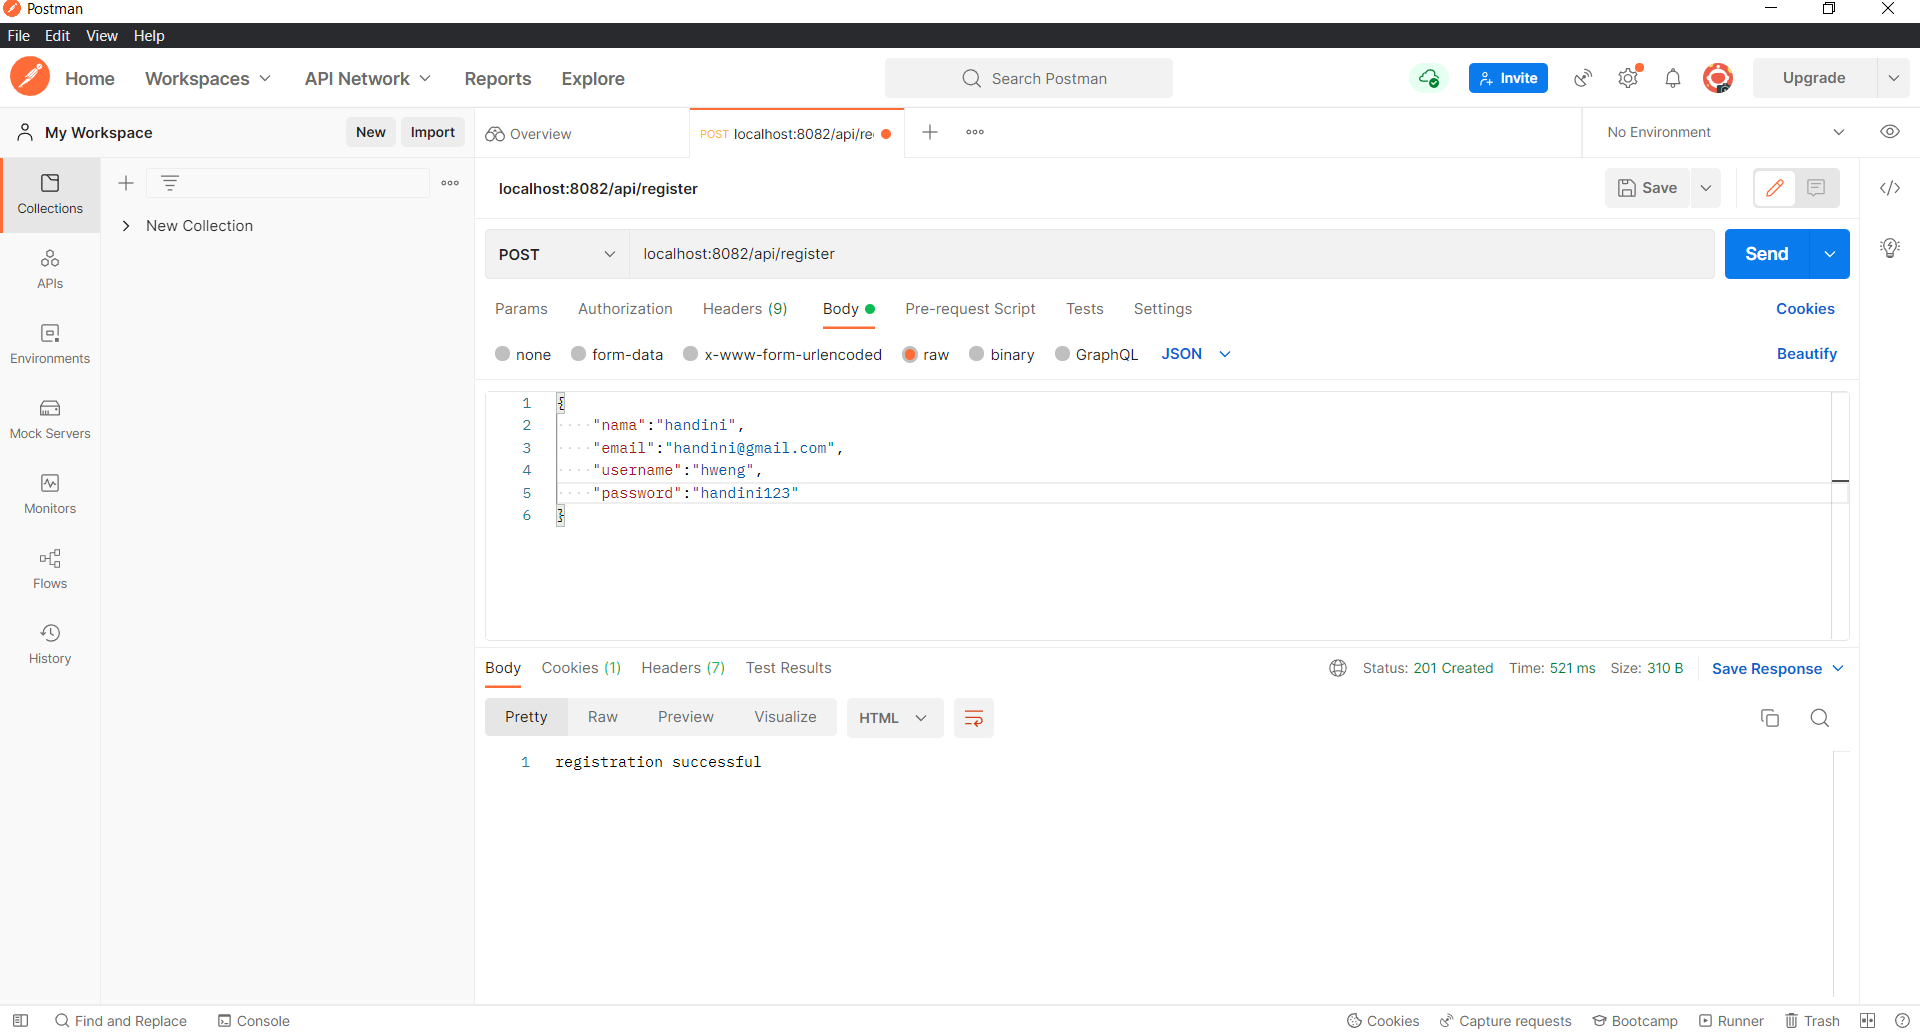 Postman
File Edit View Help
Home Workspaces API Network Reports Explore Search Postman Invite Upgrade
My Workspace New Import Overview POST localhost:8082/api/re No Environment
Collections
APIs
Environments
Mock Servers
Monitors
Flows
History
New Collection
localhost:8082/api/register Save
POST localhost:8082/api/register Send
Params Authorization Headers (9) Body Pre-request Script Tests Settings Cookies
none form-data x-www-form-urlencoded raw binary GraphQL JSON Beautify
1 {
2 "nama":"handini",
3 "email":"handini@gmail.com",
4 "username":"hweng",
5 "password":"handini123"
6 }
Body Cookies (1) Headers (7) Test Results Status: 201 Created Time: 521 ms Size: 310 B Save Response
Pretty Raw Preview Visualize HTML
1 registration successful
Find and Replace Console Cookies Capture requests Bootcamp Runner Trash